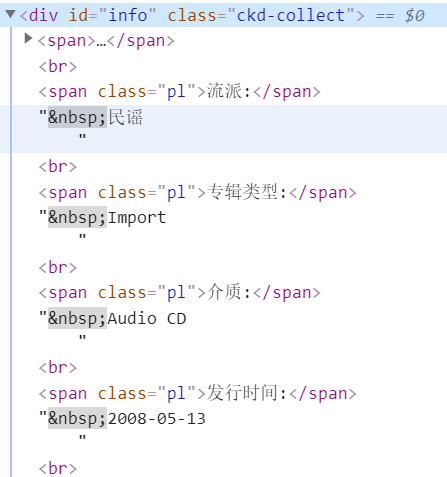 ▼<div id="info" class="ckd-collect"> == $0
▶<span>…</span>
<br>
<span class="pl">流派:</span>
"&nbsp;民谣
"
<br>
<span class="pl">专辑类型:</span>
"&nbsp;Import
"
<br>
<span class="pl">介质:</span>
"&nbsp;Audio CD
"
<br>
<span class="pl">发行时间:</span>
"&nbsp;2008-05-13
"
<br>